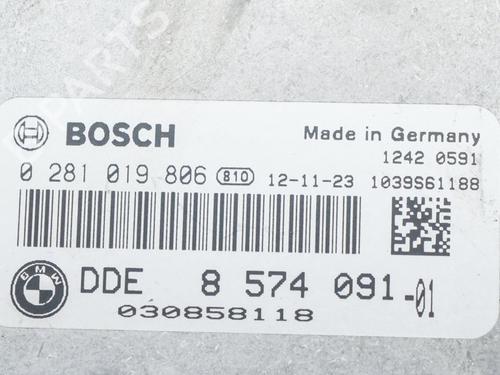 BOSCH
Made in Germany
1242 0591
0 281 019 806 810 12-11-23 1039S61188
BMW
DDE 8 574 091-01
030858118